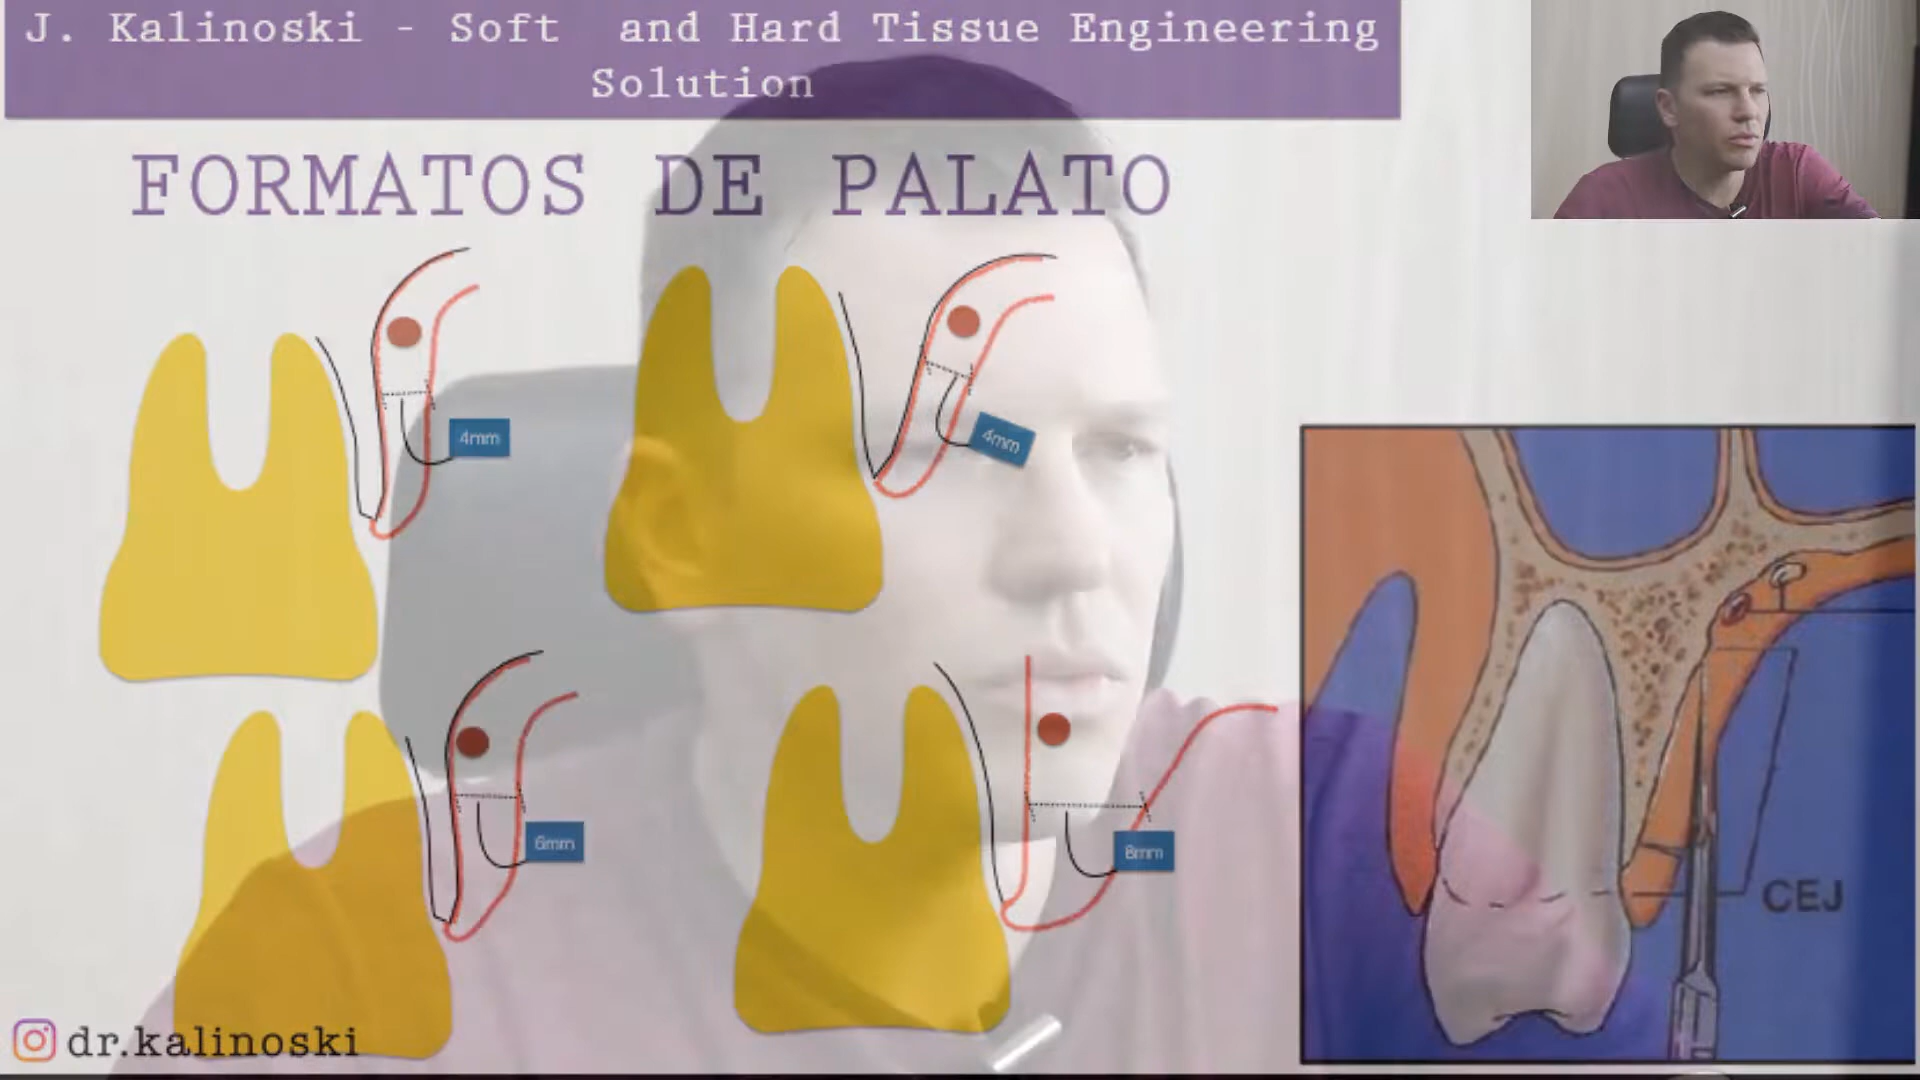 J. Kalinoski - Soft and Hard Tissue Engineering
Solution
FORMATOS DE PALATO
4mm
4mm
6mm
8mm
CEJ
dr.kalinoski